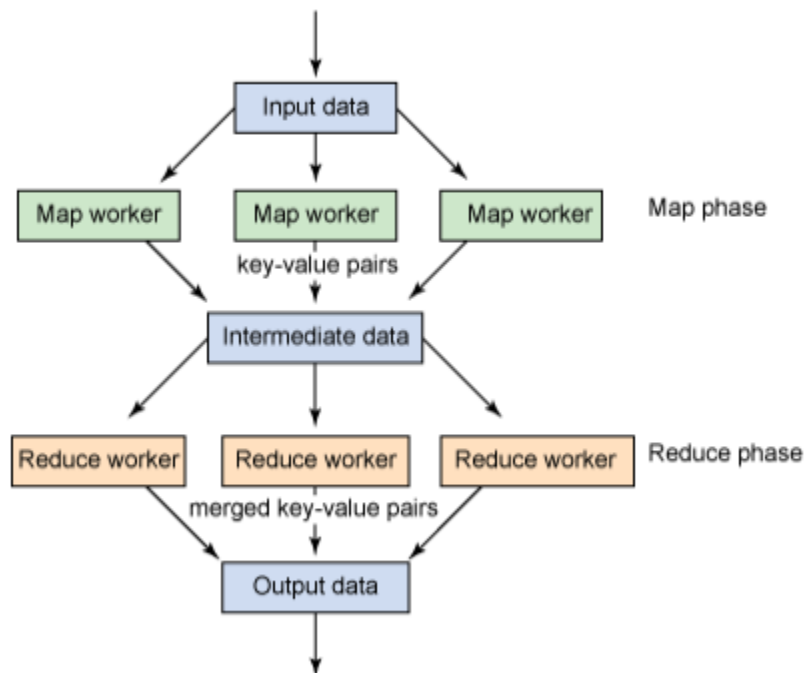 Input data
Map worker
Map worker
Map worker
Map phase
key-value pairs
Intermediate data
Reduce worker
Reduce worker
Reduce worker
Reduce phase
merged key-value pairs
Output data